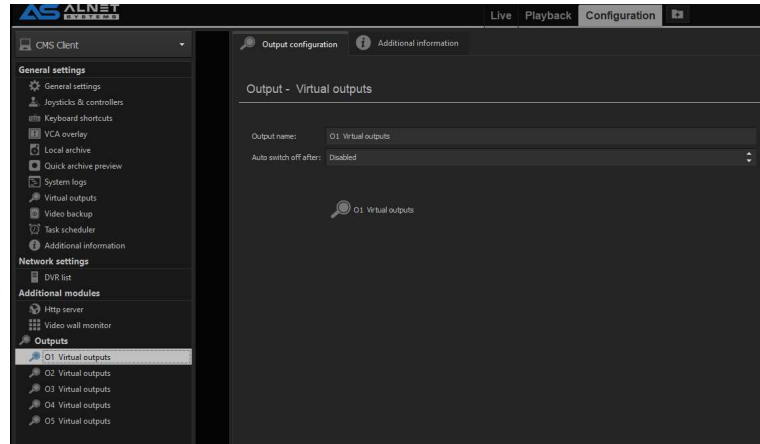 ALNET
SYSTEMS
Live Playback Configuration
CMS Client
Output configuration
Additional information
General settings
General settings
Joysticks & controllers
Keyboard shortcuts
VCA overlay
Local archive
Quick archive preview
System logs
Virtual outputs
Video backup
Task scheduler
Additional information
Network settings
DVR list
Additional modules
Http server
Video wall monitor
Outputs
O1 Virtual outputs
O2 Virtual outputs
O3 Virtual outputs
O4 Virtual outputs
O5 Virtual outputs
Output - Virtual outputs
Output name: O1 Virtual outputs
Auto switch off after: Disabled
O1 Virtual outputs